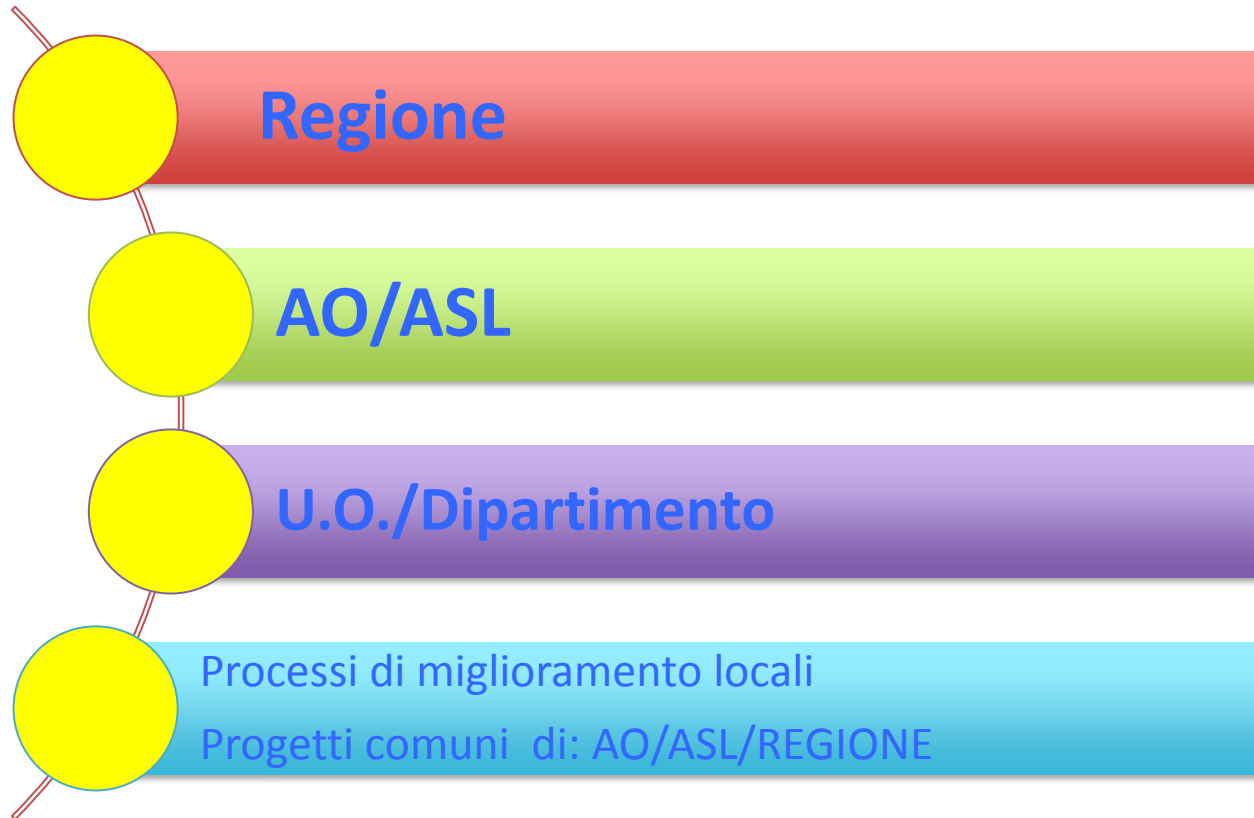 Regione
AO/ASL
U.O./Dipartimento
Processi di miglioramento locali
Progetti comuni  di: AO/ASL/REGIONE